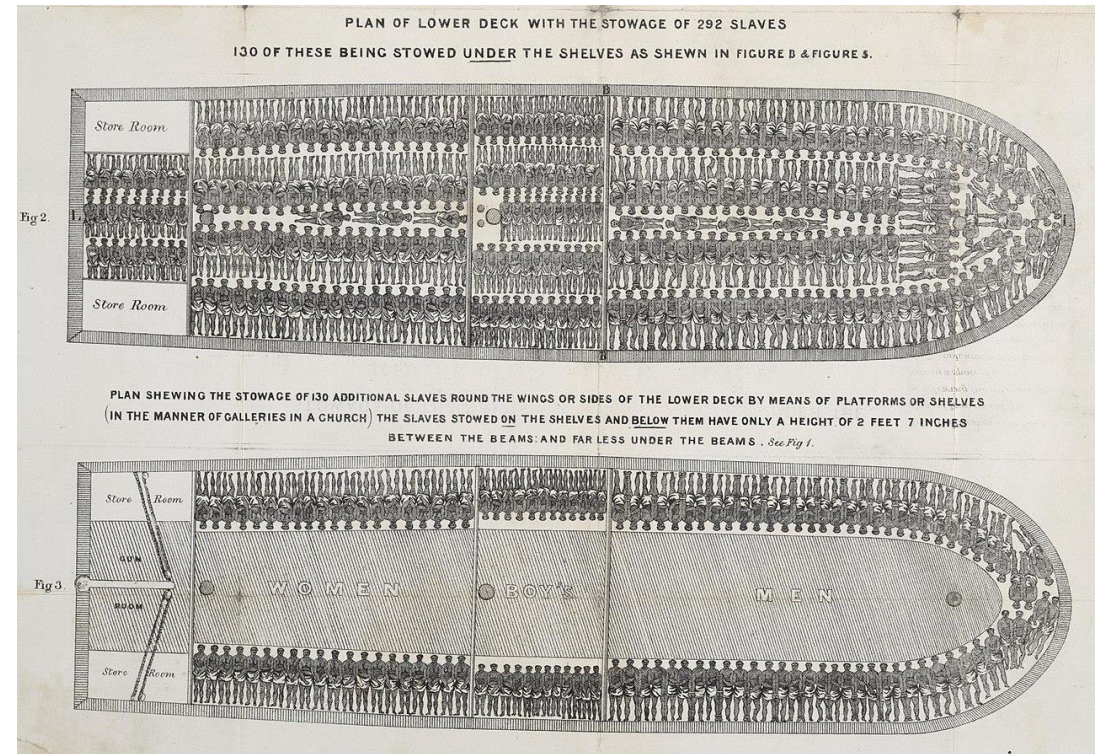 PLAN OF LOWER DECK WITH THE STOWAGE OF 292 SLAVES
130 OF THESE BEING STOWED UNDER THE SHELVES AS SHEWN IN FIGURE B & FIGURE 5.
B
Store Room
Fig 2.
Store Room
B
PLAN SHEWING THE STOWAGE OF 130 ADDITIONAL SLAVES ROUND THE WINGS OR SIDES OF THE LOWER DECK BY MEANS OF PLATFORMS OR SHELVES
(IN THE MANNER OF GALLERIES IN A CHURCH) THE SLAVES STOWED ON THE SHELVES AND BELOW THEM HAVE ONLY A HEIGHT OF 2 FEET 7 INCHES
BETWEEN THE BEAMS: AND FAR LESS UNDER THE BEAMS. See Fig 1.
Store Room
GUN
Fig 3.
WOMEN
BOY'S
MEN
ROOM
Store Room